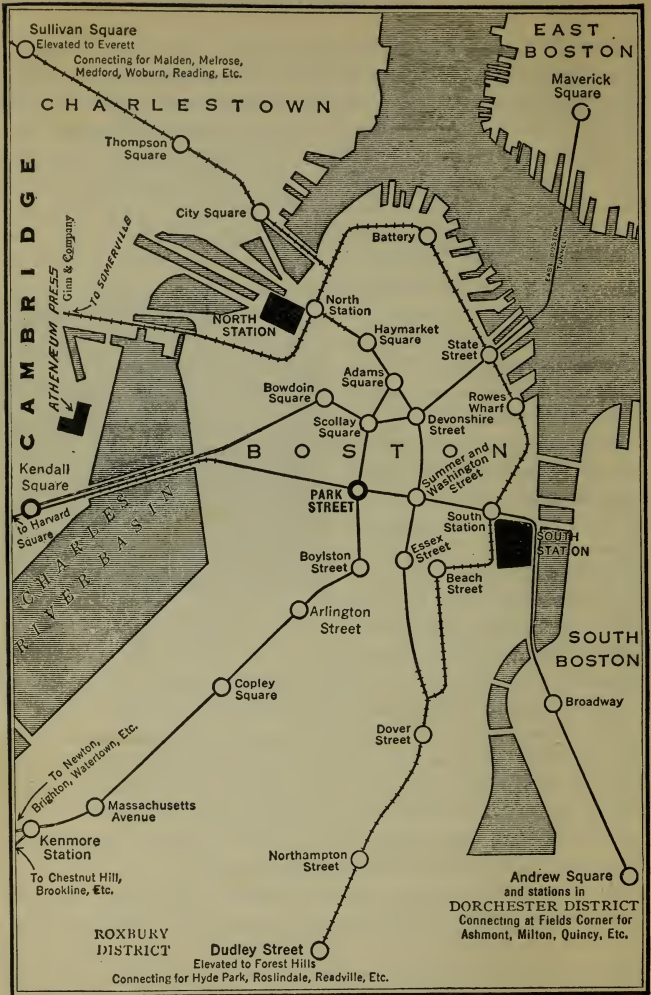 Sullivan Square
Elevated to Everett
Connecting for Malden, Melrose,
Medford, Woburn, Reading, Etc.
EAST
BOSTON
Maverick
Square
CHARLESTOWN
Thompson
Square
City Square
CAMBRIDGE
ATHENÆUM PRESS
Ginn & Company
TO SOMERVILLE
Battery
EAST BOSTON
TUNNEL
NORTH
STATION
North
Station
Haymarket
Square
State
Street
Adams
Square
Bowdoin
Square
Rowes
Wharf
Scollay
Square
Devonshire
Street
BOSTON
Kendall
Square
to Harvard
Square
Summer and
Washington
Street
PARK
STREET
South
Station
SOUTH
STATION
CHARLES
RIVER BASIN
Boylston
Street
Essex
Street
Beach
Street
Arlington
Street
SOUTH
BOSTON
Copley
Square
Broadway
Dover
Street
To Newton,
Brighton, Watertown, Etc.
Massachusetts
Avenue
Kenmore
Station
To Chestnut Hill,
Brookline, Etc.
Northampton
Street
Andrew Square
and stations in
DORCHESTER DISTRICT
Connecting at Fields Corner for
Ashmont, Milton, Quincy, Etc.
ROXBURY
DISTRICT
Dudley Street
Elevated to Forest Hills
Connecting for Hyde Park, Roslindale, Readville, Etc.